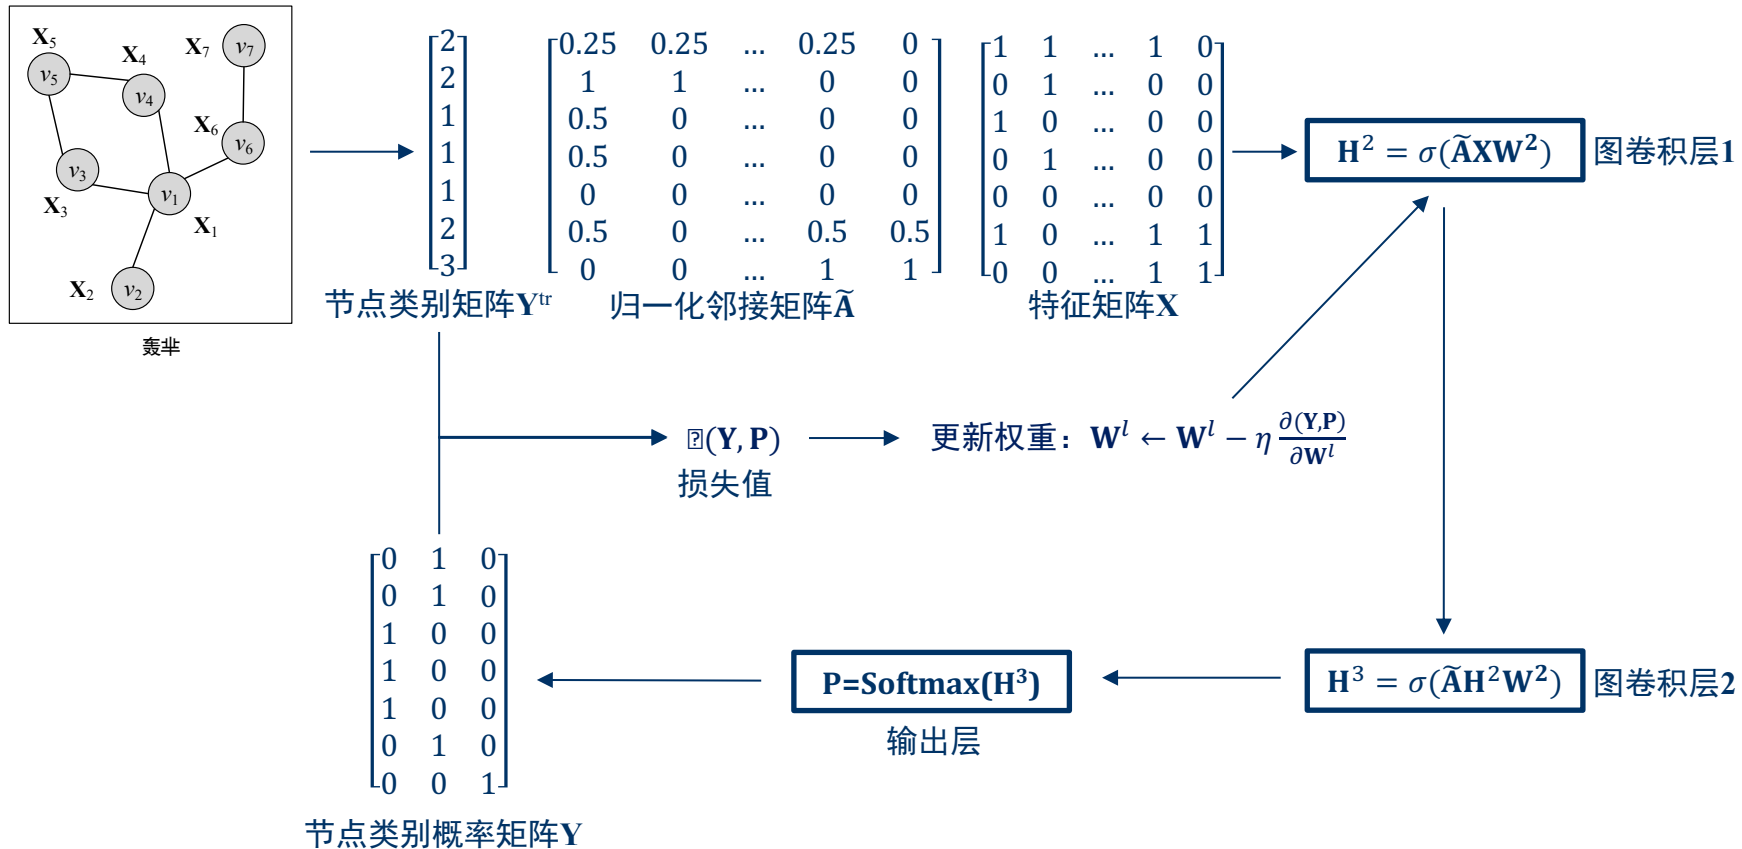 X₅
X₄
X₇
v₇
v₅
v₄
X₆
v₆
v₃
v₁
X₃
X₁
X₂
v₂
轰芈
2
2
1
1
1
2
3
节点类别矩阵Yᵗʳ
0.25 0.25 ... 0.25 0
1 1 ... 0 0
0.5 0 ... 0 0
0.5 0 ... 0 0
0 0 ... 0 0
0.5 0 ... 0.5 0.5
0 0 ... 1 1
归一化邻接矩阵Ã
1 1 ... 1 0
0 1 ... 0 0
1 0 ... 0 0
0 1 ... 0 0
0 0 ... 0 0
1 0 ... 1 1
0 0 ... 1 1
特征矩阵X
H² = σ(ÃXW²)
图卷积层1
(Y, P)
损失值
更新权重：Wˡ ← Wˡ − η ∂(Y,P)/∂Wˡ
H³ = σ(ÃH²W²)
图卷积层2
P=Softmax(H³)
输出层
0 1 0
0 1 0
1 0 0
1 0 0
1 0 0
0 1 0
0 0 1
节点类别概率矩阵Y